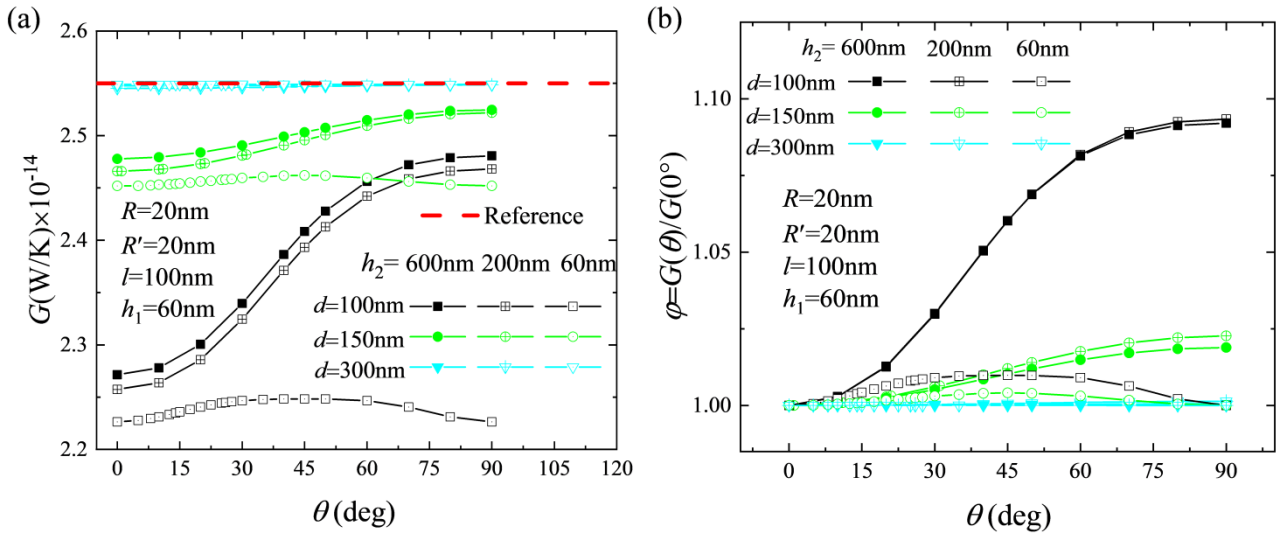 (a)
2.6
2.5
2.4
2.3
2.2
G(W/K)×10⁻¹⁴
R=20nm
R′=20nm
l=100nm
h₁=60nm
Reference
h₂= 600nm 200nm 60nm
d=100nm
d=150nm
d=300nm
0 15 30 45 60 75 90 105 120
θ (deg)
(b)
h₂= 600nm 200nm 60nm
d=100nm
d=150nm
d=300nm
1.10
1.05
1.00
φ=G(θ)/G(0°)
R=20nm
R′=20nm
l=100nm
h₁=60nm
0 15 30 45 60 75 90
θ (deg)